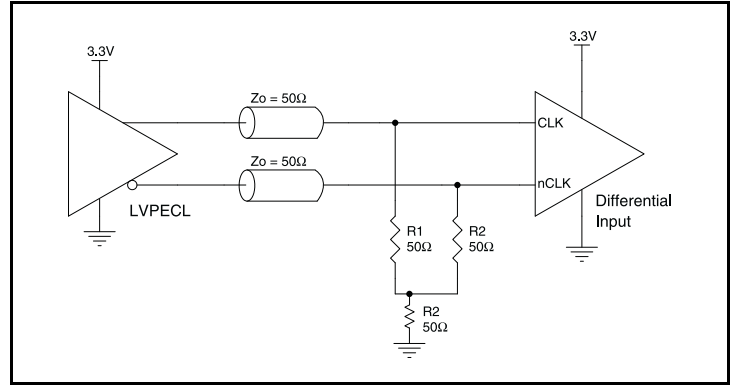 3.3V
3.3V
Zo = 50Ω
CLK
Zo = 50Ω
nCLK
LVPECL
Differential
Input
R1
50Ω
R2
50Ω
R2
50Ω